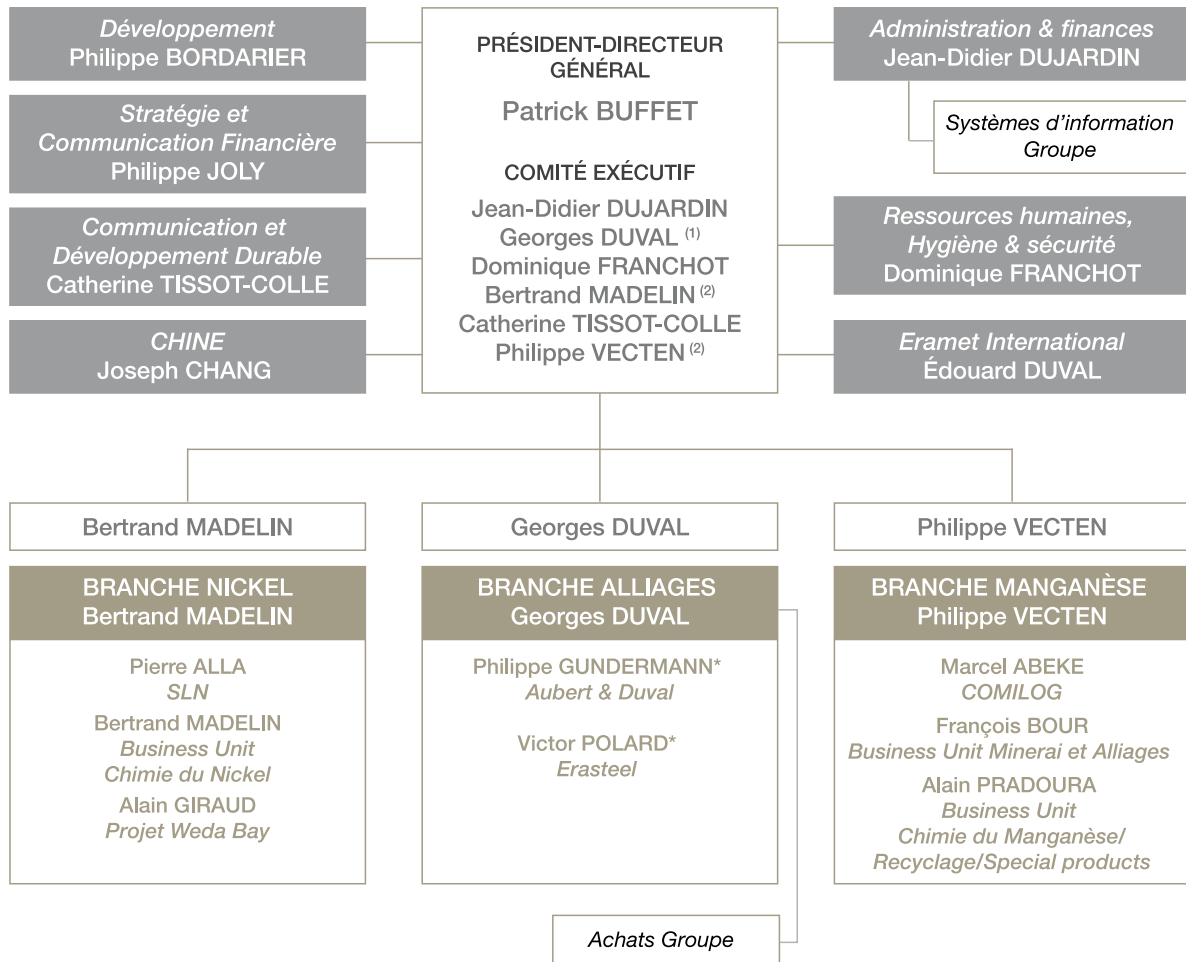 Développement
Philippe BORDARIER
Stratégie et
Communication Financière
Philippe JOLY
Communication et
Développement Durable
Catherine TISSOT-COLLE
CHINE
Joseph CHANG
PRÉSIDENT-DIRECTEUR
GÉNÉRAL
Patrick BUFFET
COMITÉ EXÉCUTIF
Jean-Didier DUJARDIN
Georges DUVAL (1)
Dominique FRANCHOT
Bertrand MADELIN (2)
Catherine TISSOT-COLLE
Philippe VECTEN (2)
Administration & finances
Jean-Didier DUJARDIN
Systèmes d'information
Groupe
Ressources humaines,
Hygiène & sécurité
Dominique FRANCHOT
Eramet International
Édouard DUVAL
Bertrand MADELIN
BRANCHE NICKEL
Bertrand MADELIN
Pierre ALLA
SLN
Bertrand MADELIN
Business Unit
Chimie du Nickel
Alain GIRAUD
Projet Weda Bay
Georges DUVAL
BRANCHE ALLIAGES
Georges DUVAL
Philippe GUNDERMANN*
Aubert & Duval
Victor POLARD*
Erasteel
Achats Groupe
Philippe VECTEN
BRANCHE MANGANÈSE
Philippe VECTEN
Marcel ABEKE
COMILOG
François BOUR
Business Unit Minerai et Alliages
Alain PRADOURA
Business Unit
Chimie du Manganèse/
Recyclage/Special products